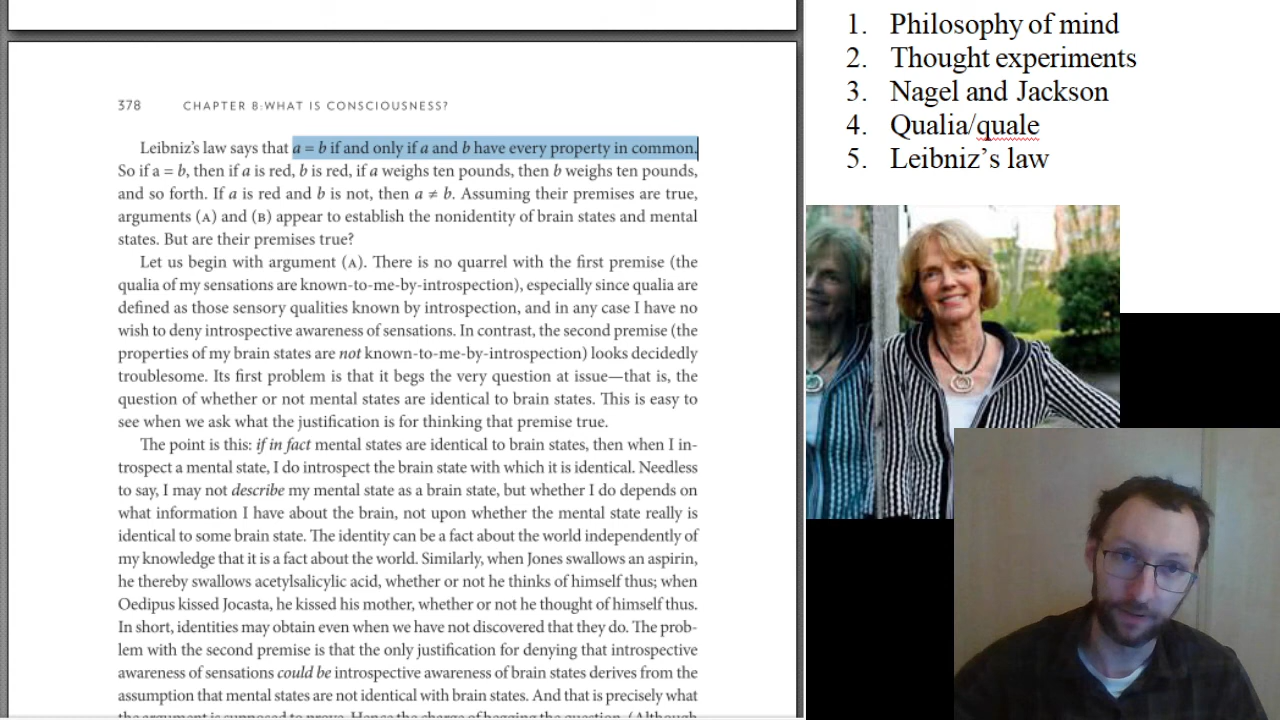 378 CHAPTER 8: WHAT IS CONSCIOUSNESS?
Leibniz’s law says that a = b if and only if a and b have every property in common.
So if a = b, then if a is red, b is red, if a weighs ten pounds, then b weighs ten pounds,
and so forth. If a is red and b is not, then a ≠ b. Assuming their premises are true,
arguments (A) and (B) appear to establish the nonidentity of brain states and mental
states. But are their premises true?
Let us begin with argument (A). There is no quarrel with the first premise (the
qualia of my sensations are known-to-me-by-introspection), especially since qualia are
defined as those sensory qualities known by introspection, and in any case I have no
wish to deny introspective awareness of sensations. In contrast, the second premise (the
properties of my brain states are not known-to-me-by-introspection) looks decidedly
troublesome. Its first problem is that it begs the very question at issue—that is, the
question of whether or not mental states are identical to brain states. This is easy to
see when we ask what the justification is for thinking that premise true.
The point is this: if in fact mental states are identical to brain states, then when I in-
trospect a mental state, I do introspect the brain state with which it is identical. Needless
to say, I may not describe my mental state as a brain state, but whether I do depends on
what information I have about the brain, not upon whether the mental state really is
identical to some brain state. The identity can be a fact about the world independently of
my knowledge that it is a fact about the world. Similarly, when Jones swallows an aspirin,
he thereby swallows acetylsalicylic acid, whether or not he thinks of himself thus; when
Oedipus kissed Jocasta, he kissed his mother, whether or not he thought of himself thus.
In short, identities may obtain even when we have not discovered that they do. The prob-
lem with the second premise is that the only justification for denying that introspective
awareness of sensations could be introspective awareness of brain states derives from the
assumption that mental states are not identical with brain states. And that is precisely what
the argument is supposed to prove. Hence the charge of begging the question. (Although
1. Philosophy of mind
2. Thought experiments
3. Nagel and Jackson
4. Qualia/quale
5. Leibniz’s law